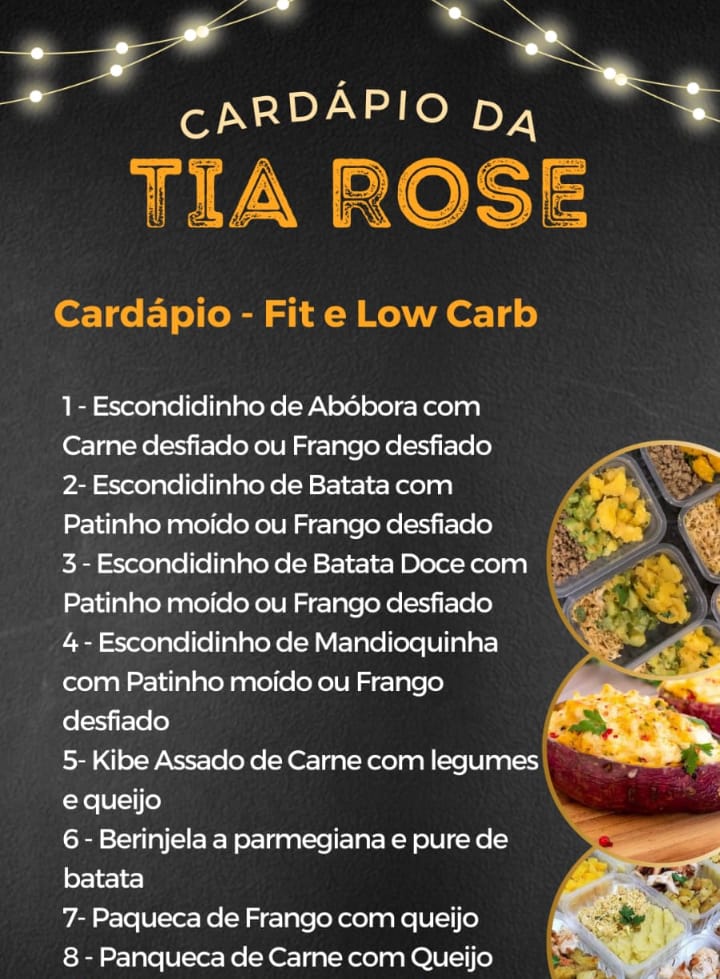 CARDÁPIO DA
TIA ROSE
Cardápio - Fit e Low Carb
1 - Escondidinho de Abóbora com
Carne desfiado ou Frango desfiado
2- Escondidinho de Batata com
Patinho moído ou Frango desfiado
3 - Escondidinho de Batata Doce com
Patinho moído ou Frango desfiado
4 - Escondidinho de Mandioquinha
com Patinho moído ou Frango
desfiado
5- Kibe Assado de Carne com legumes
e queijo
6 - Berinjela a parmegiana e pure de
batata
7- Paqueca de Frango com queijo
8 - Panqueca de Carne com Queijo